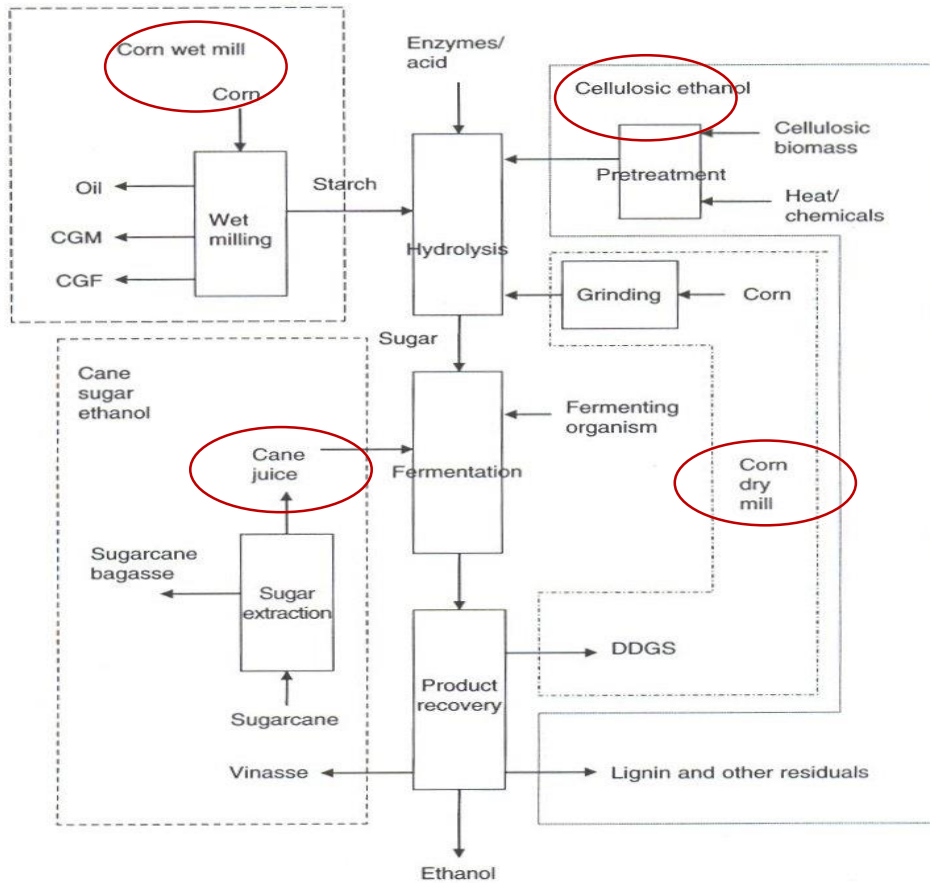 Corn wet mill
Corn
Oil
CGM
CGF
Wet
milling
Starch
Enzymes/
acid
Hydrolysis
Sugar
Cellulosic ethanol
Cellulosic
biomass
Pretreatment
Heat/
chemicals
Grinding
Corn
Cane
sugar
ethanol
Cane
juice
Fermentation
Fermenting
organism
Corn
dry
mill
Sugarcane
bagasse
Sugar
extraction
Sugarcane
Vinasse
Product
recovery
DDGS
Lignin and other residuals
Ethanol